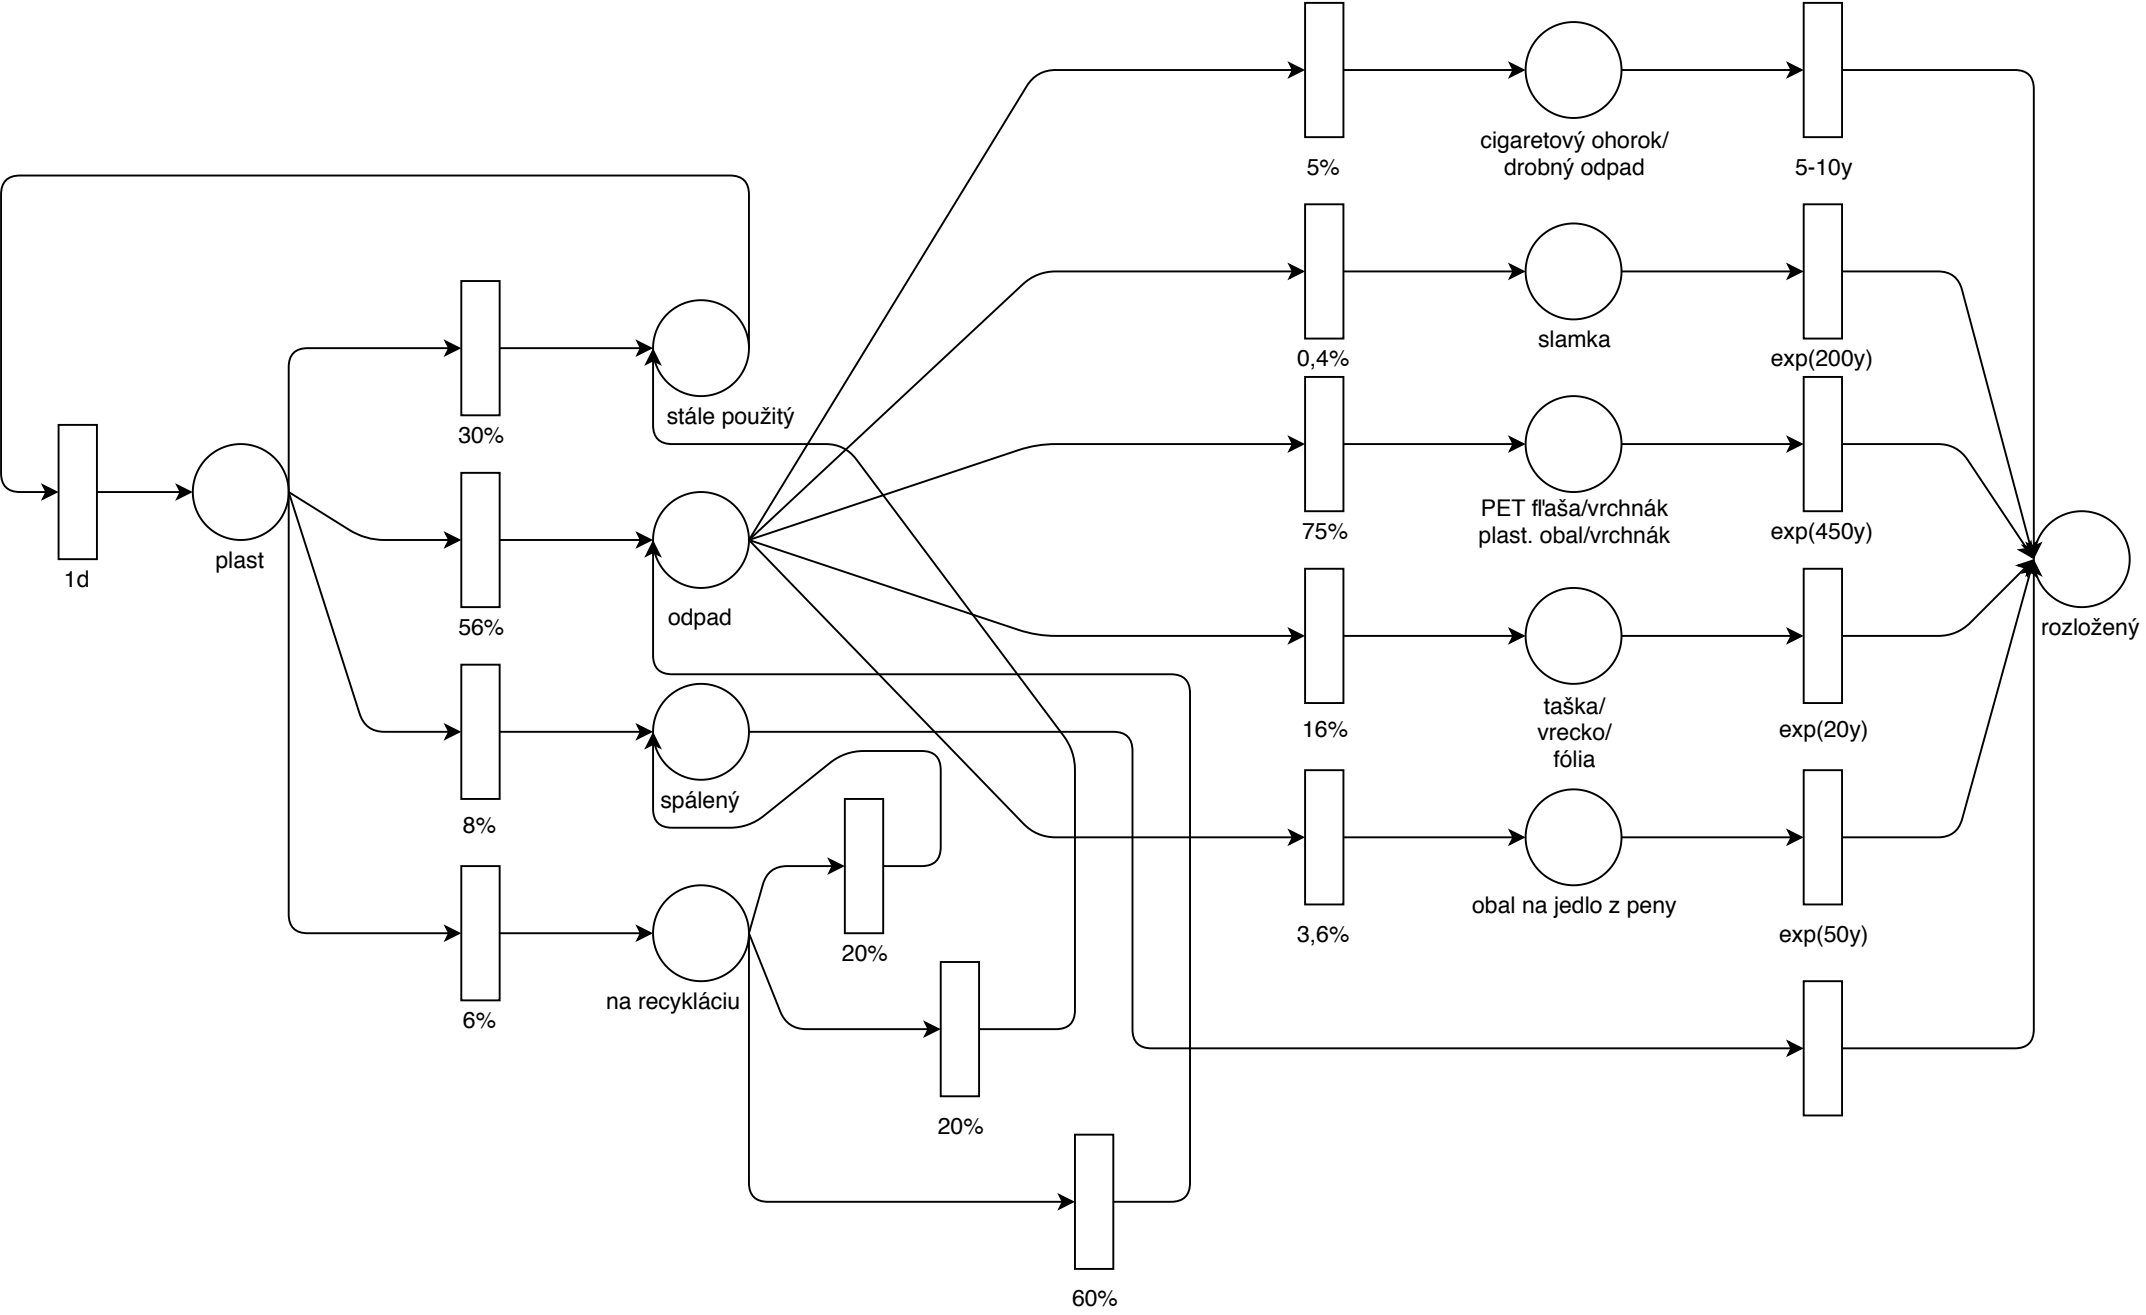 cigaretový ohorok/
drobný odpad
5%
5-10y
slamka
0,4%
exp(200y)
stále použitý
30%
PET fľaša/vrchnák
plast. obal/vrchnák
75%
exp(450y)
plast
1d
odpad
56%
rozložený
taška/
vrecko/
fólia
16%
exp(20y)
spálený
8%
obal na jedlo z peny
3,6%
exp(50y)
20%
na recykláciu
6%
20%
60%